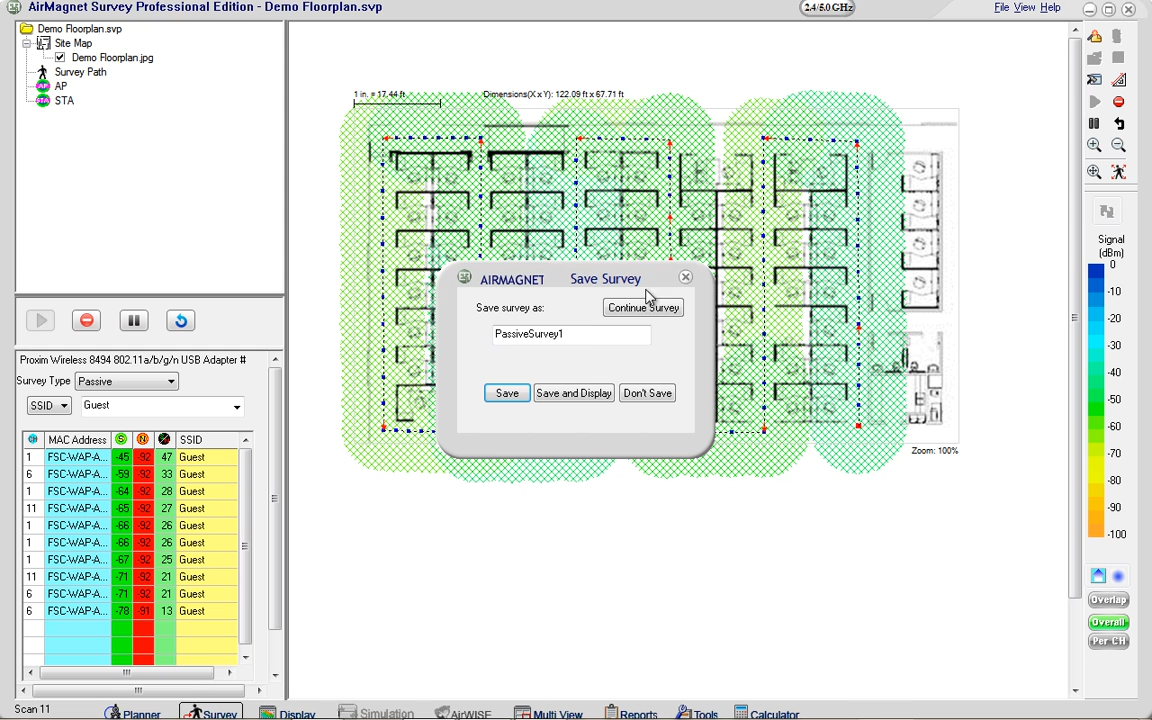 AirMagnet Survey Professional Edition - Demo Floorplan.svp
2.4/5.0 GHz
File View Help
Demo Floorplan.svp
Site Map
Demo Floorplan.jpg
Survey Path
AP AP
STA STA
1 in. = 17.44 ft
Dimensions(X x Y): 122.09 ft x 67.71 ft
AIRMAGNET Save Survey
Save survey as: Continue Survey
PassiveSurvey1
Save Save and Display Don't Save
Zoom: 100%
Proxim Wireless 8494 802.11a/b/g/n USB Adapter #
Survey Type Passive
SSID Guest
CH MAC Address S N SSID
1 FSC-WAP-A... -45 -92 47 Guest
6 FSC-WAP-A... -59 -92 33 Guest
1 FSC-WAP-A... -64 -92 28 Guest
11 FSC-WAP-A... -65 -92 27 Guest
1 FSC-WAP-A... -66 -92 26 Guest
1 FSC-WAP-A... -66 -92 26 Guest
1 FSC-WAP-A... -67 -92 25 Guest
11 FSC-WAP-A... -71 -92 21 Guest
6 FSC-WAP-A... -71 -92 21 Guest
6 FSC-WAP-A... -78 -91 13 Guest
Signal
(dBm)
0
-10
-20
-30
-40
-50
-60
-70
-80
-90
-100
Overlap
Overall
Per CH
Scan 11
Planner Survey Display Simulation AirWISE Multi View Reports Tools Calculator